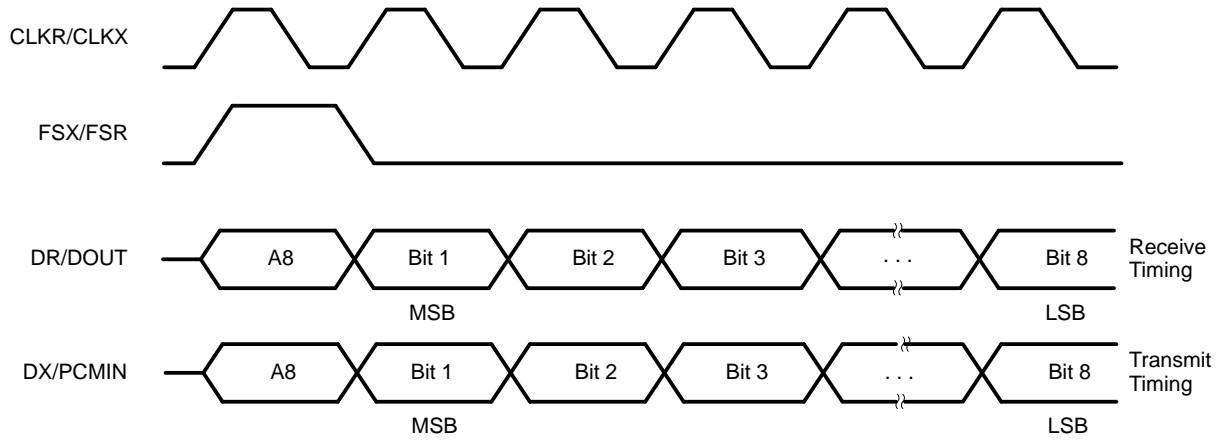 CLKR/CLKX
FSX/FSR
DR/DOUT
A8
Bit 1
Bit 2
Bit 3
. . .
Bit 8
Receive
Timing
MSB
LSB
DX/PCMIN
A8
Bit 1
Bit 2
Bit 3
. . .
Bit 8
Transmit
Timing
MSB
LSB